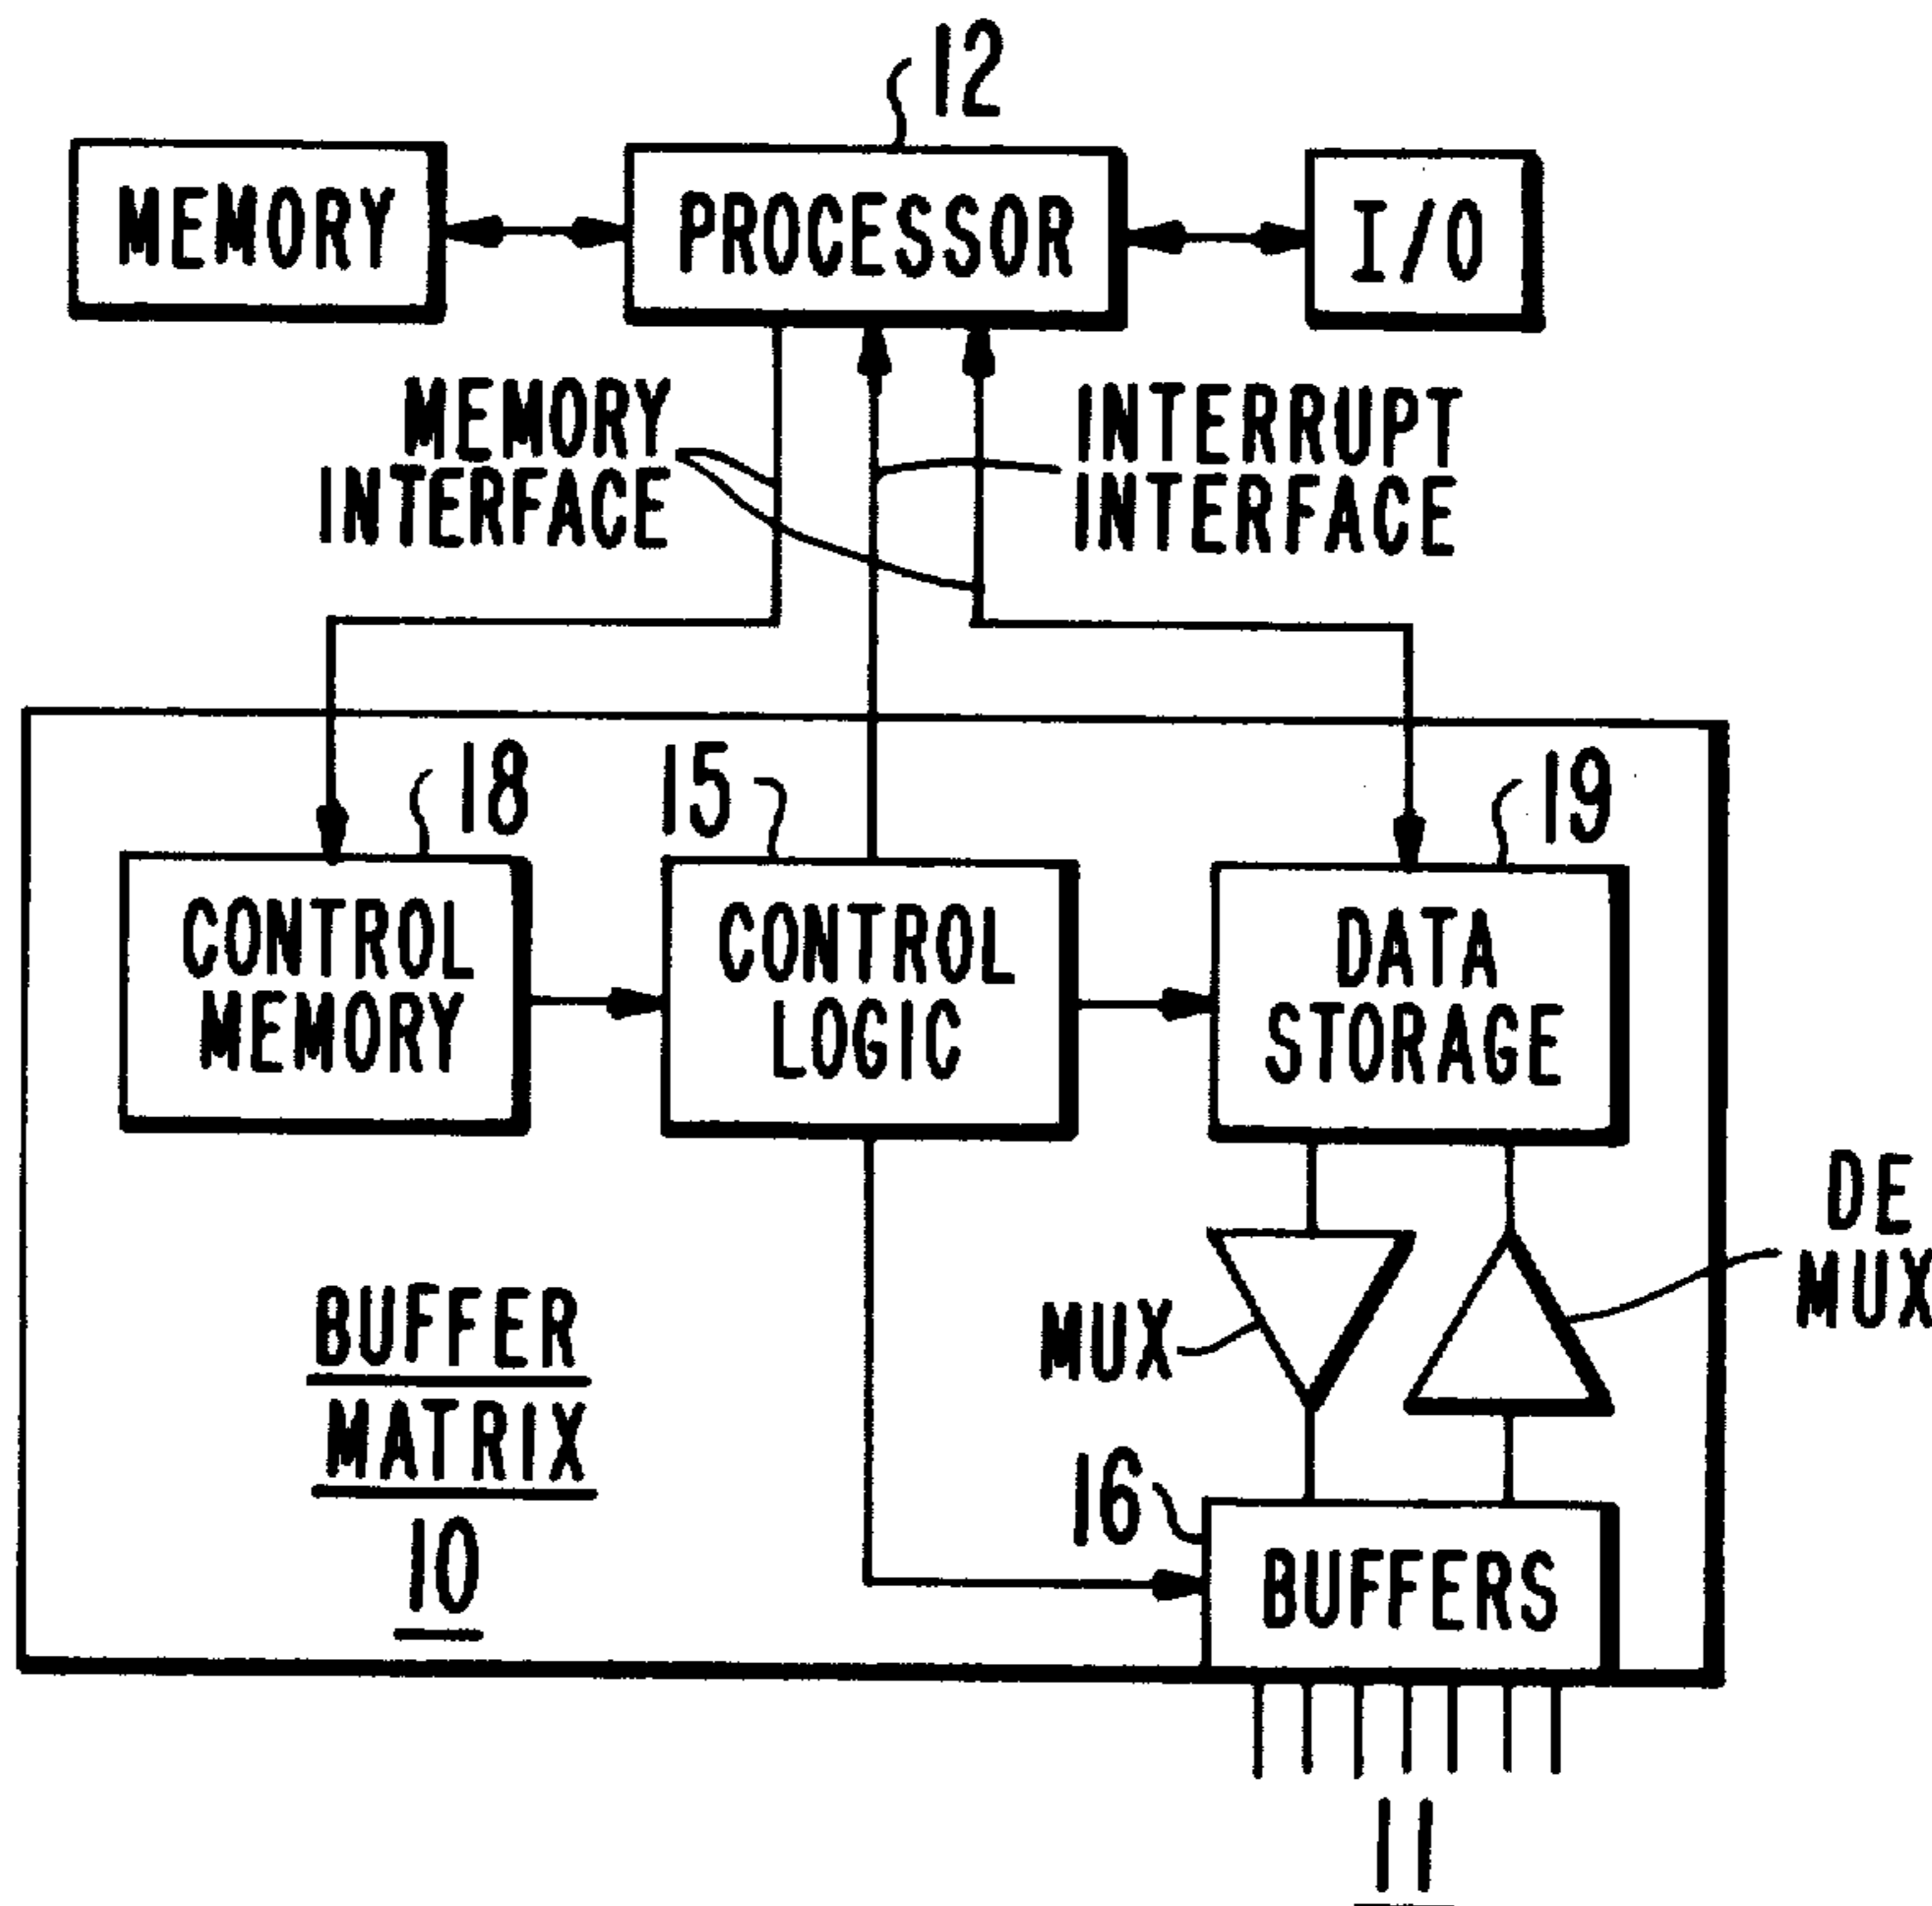 12
MEMORY
PROCESSOR
I/O
MEMORY
INTERFACE
INTERRUPT
INTERFACE
18
15
19
CONTROL
MEMORY
CONTROL
LOGIC
DATA
STORAGE
DE
MUX
MUX
BUFFER
MATRIX
10
16
BUFFERS
11